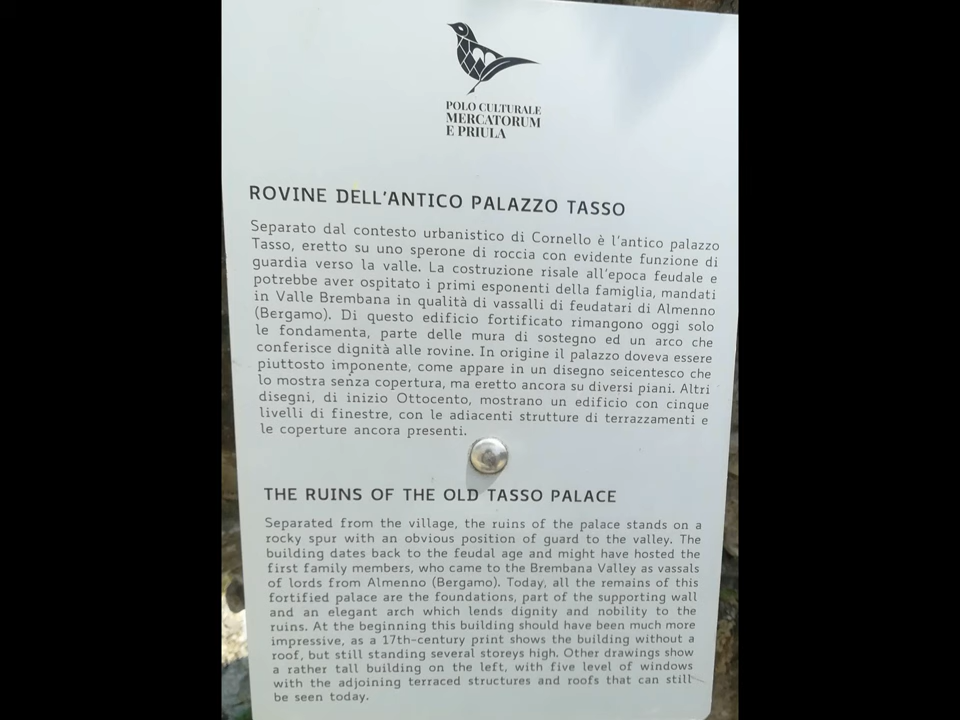 POLO CULTURALE
MERCATORUM
E PRIULA
ROVINE DELL'ANTICO PALAZZO TASSO
Separato dal contesto urbanistico di Cornello è l'antico palazzo
Tasso, eretto su uno sperone di roccia con evidente funzione di
guardia verso la valle. La costruzione risale all'epoca feudale e
potrebbe aver ospitato i primi esponenti della famiglia, mandati
in Valle Brembana in qualità di vassalli di feudatari di Almenno
(Bergamo). Di questo edificio fortificato rimangono oggi solo
le fondamenta, parte delle mura di sostegno ed un arco che
conferisce dignità alle rovine. In origine il palazzo doveva essere
piuttosto imponente, come appare in un disegno seicentesco che
lo mostra senza copertura, ma eretto ancora su diversi piani. Altri
disegni, di inizio Ottocento, mostrano un edificio con cinque
livelli di finestre, con le adiacenti strutture di terrazzamenti e
le coperture ancora presenti.
THE RUINS OF THE OLD TASSO PALACE
Separated from the village, the ruins of the palace stands on a
rocky spur with an obvious position of guard to the valley. The
building dates back to the feudal age and might have hosted the
first family members, who came to the Brembana Valley as vassals
of lords from Almenno (Bergamo). Today, all the remains of this
fortified palace are the foundations, part of the supporting wall
and an elegant arch which lends dignity and nobility to the
ruins. At the beginning this building should have been much more
impressive, as a 17th-century print shows the building without a
roof, but still standing several storeys high. Other drawings show
a rather tall building on the left, with five level of windows
with the adjoining terraced structures and roofs that can still
be seen today.